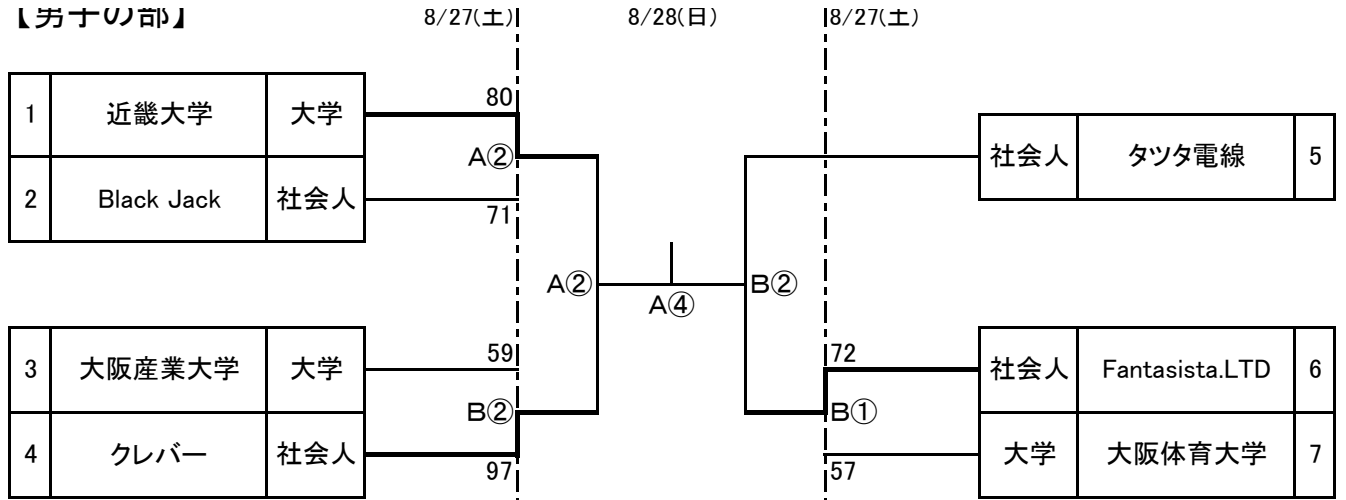 【男子の部】 8/27(土) 8/28(日) 8/27(土)
80
1 近畿大学 大学
A② 社会人 タツタ電線 5
2 Black Jack 社会人
71
A② B②
A④
59 72
3 大阪産業大学 大学 社会人 Fantasista.LTD 6
B② B①
4 クレバー 社会人 大学 大阪体育大学 7
97 57